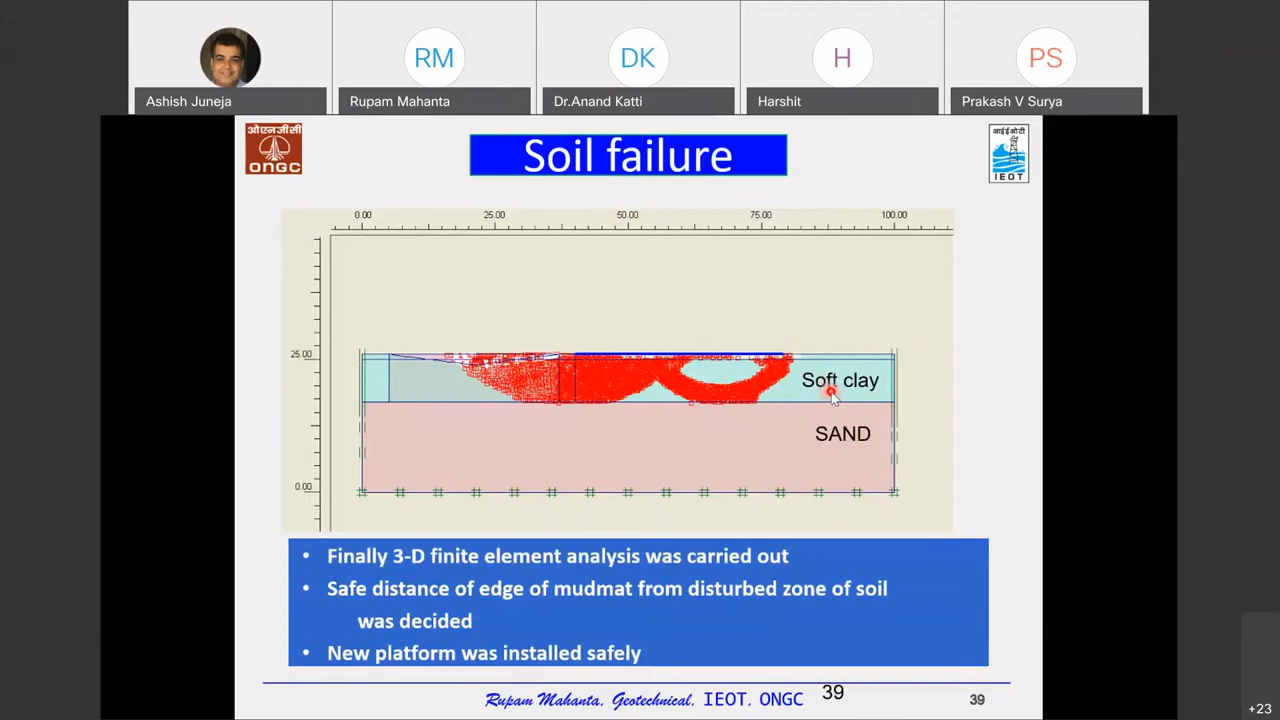 RM
DK
H
PS
Ashish Juneja
Rupam Mahanta
Dr.Anand Katti
Harshit
Prakash V Surya
ओएनजीसी
ONGC
Soil failure
आईईओटी
IEOT
0.00 25.00 50.00 75.00 100.00
25.00
Soft clay
SAND
0.00
• Finally 3-D finite element analysis was carried out
• Safe distance of edge of mudmat from disturbed zone of soil
was decided
• New platform was installed safely
Rupam Mahanta, Geotechnical, IEOT, ONGC 39
39
+23